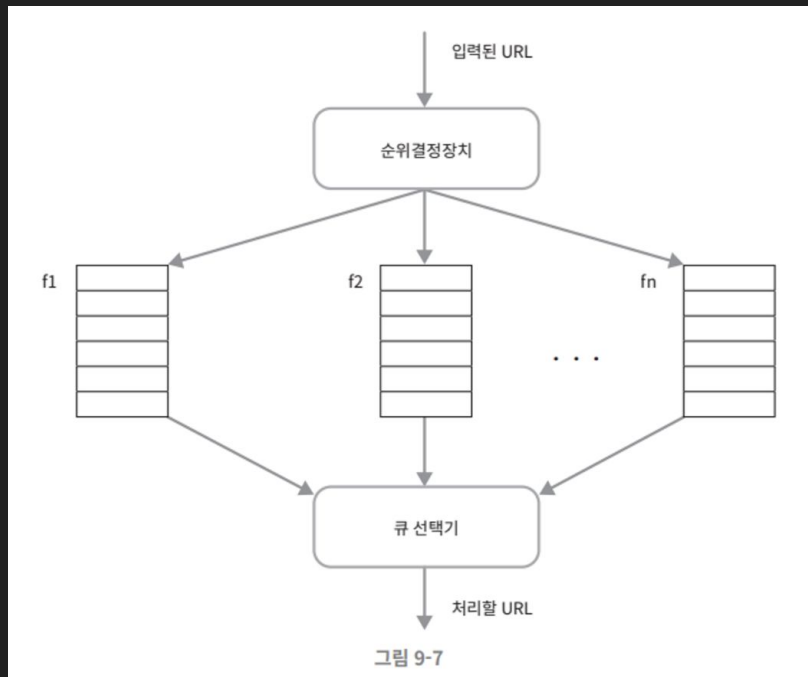 입력된 URL
순위결정장치
f1
f2
fn
. . .
큐 선택기
처리할 URL
그림 9-7